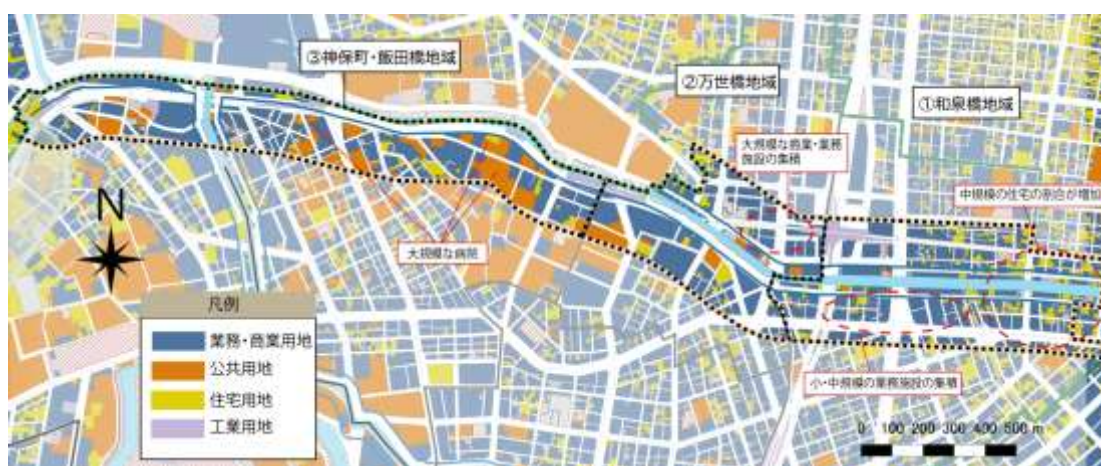 ③神保町・飯田橋地域
②万世橋地域
①和泉橋地域
大規模な商業・業務
施設の集積
中規模の住宅の割合が増加
N
大規模な病院
凡例
業務・商業用地
公共用地
住宅用地
工業用地
小・中規模の業務施設の集積
0 100 200 300 400 500 m